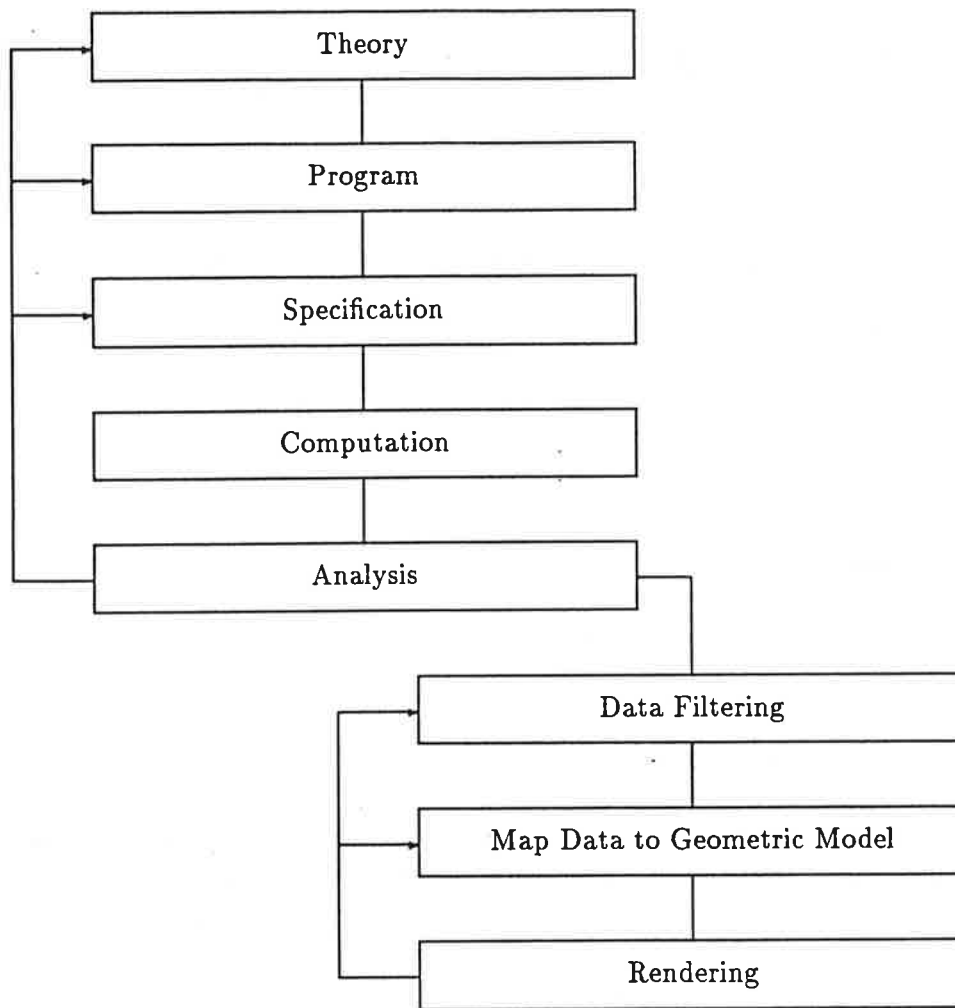 Theory
Program
Specification
Computation
Analysis
Data Filtering
Map Data to Geometric Model
Rendering